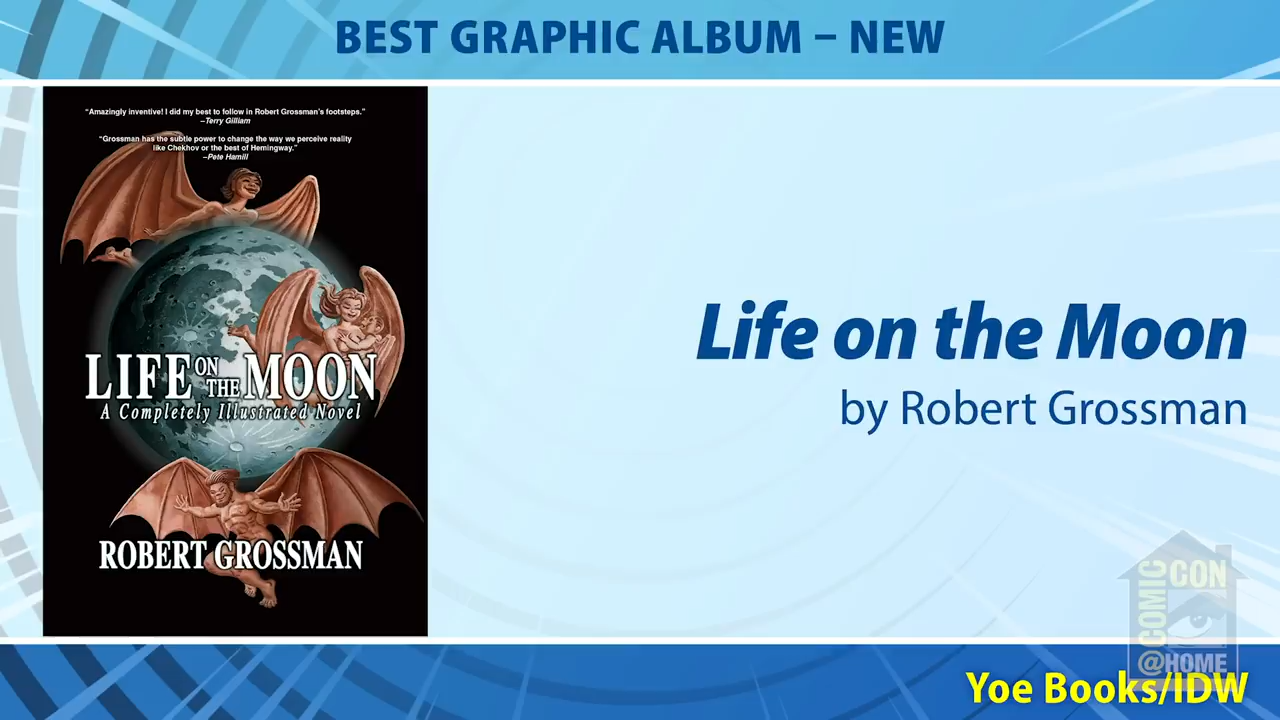 BEST GRAPHIC ALBUM – NEW
“Amazingly inventive! I did my best to follow in Robert Grossman’s footsteps.”
–Terry Gilliam
“Grossman has the subtle power to change the way we perceive reality
like Chekhov or the best of Hemingway.”
–Pete Hamill
LIFE ON THE MOON
A Completely Illustrated Novel
ROBERT GROSSMAN
Life on the Moon
by Robert Grossman
COMIC CON
@HOME
Yoe Books/IDW